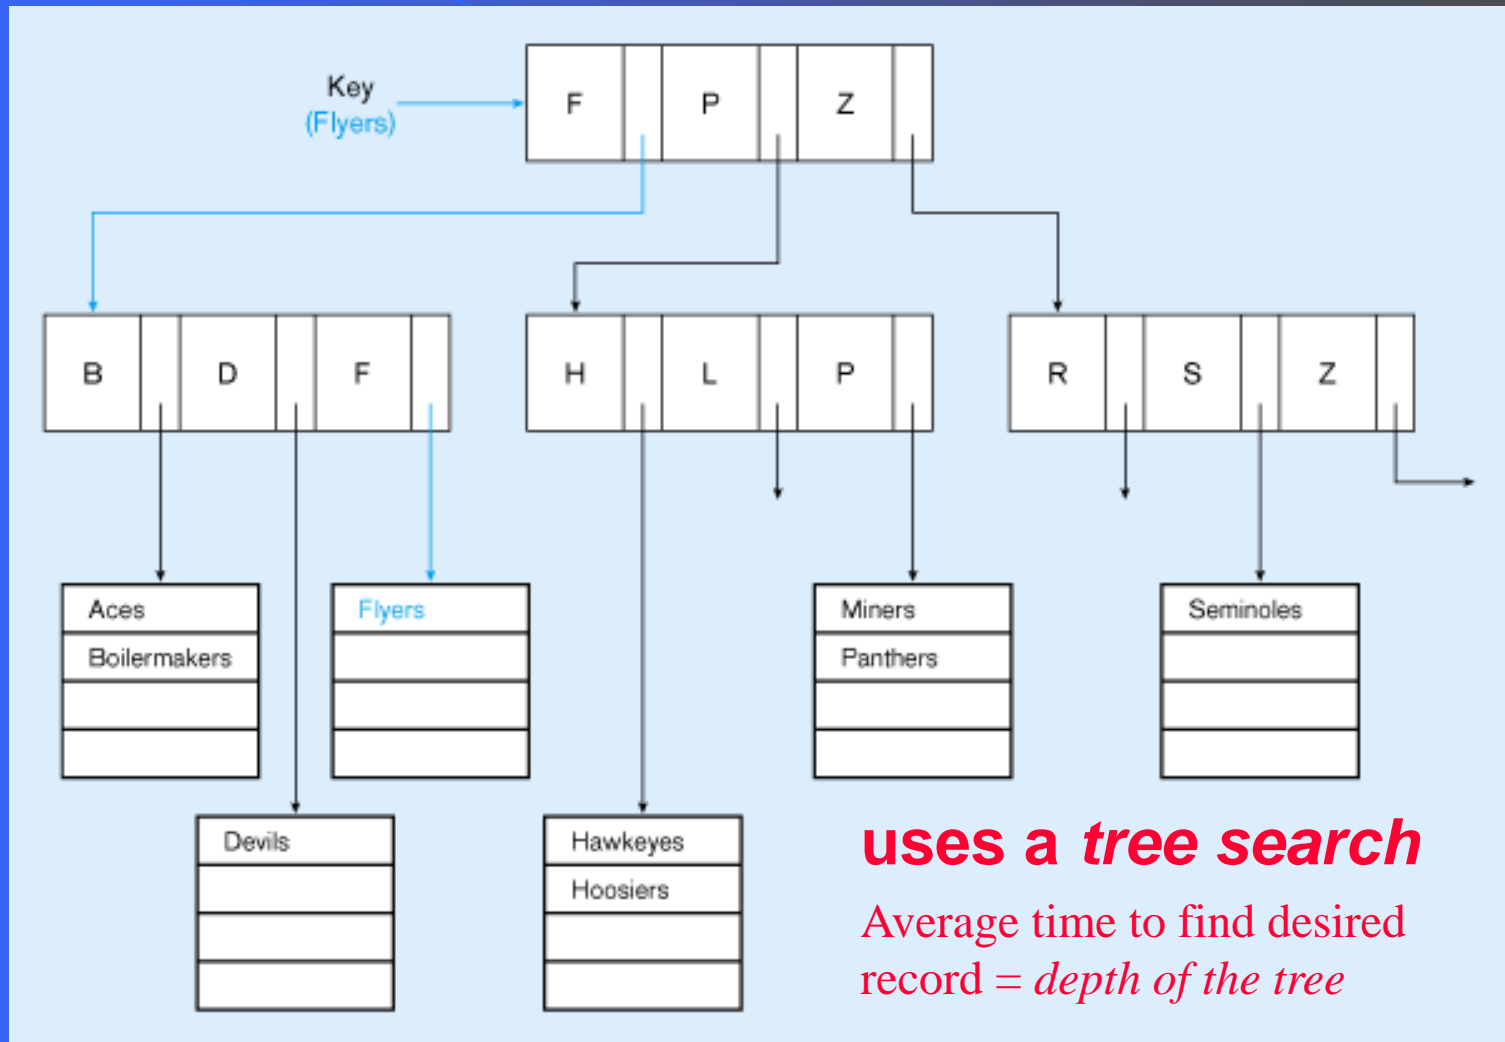 Key
(Flyers)
F P Z
B D F
H L P
R S Z
Aces
Boilermakers
Flyers
Miners
Panthers
Seminoles
Devils
Hawkeyes
Hoosiers
uses a tree search
Average time to find desired
record = depth of the tree